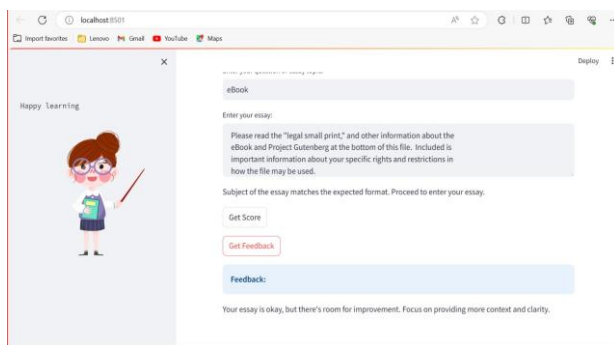 localhost:8501
Import favorites Lenovo Gmail YouTube Maps
Deploy
Happy learning
eBook
Enter your essay:
Please read the "legal small print," and other information about the
eBook and Project Gutenberg at the bottom of this file. Included is
important information about your specific rights and restrictions in
how the file may be used.
Subject of the essay matches the expected format. Proceed to enter your essay.
Get Score
Get Feedback
Feedback:
Your essay is okay, but there's room for improvement. Focus on providing more context and clarity.